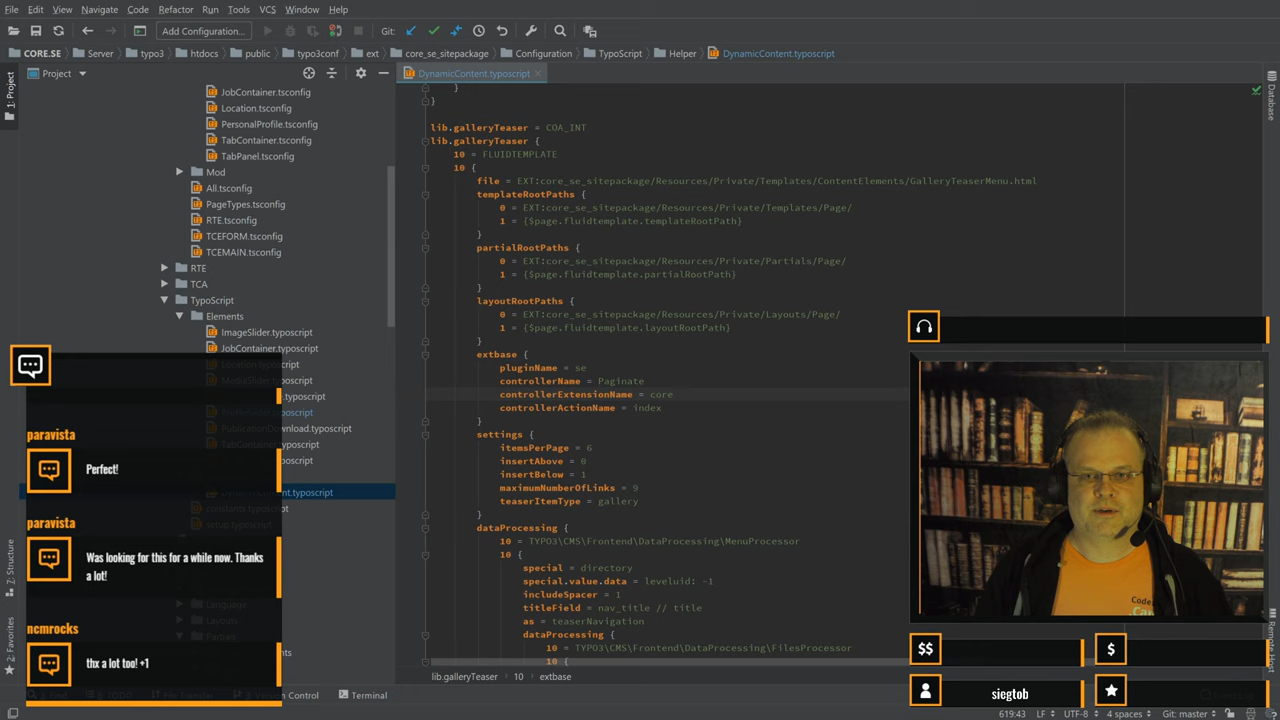 File Edit View Navigate Code Refactor Run Tools VCS Window Help
Add Configuration...
Git:
CORE.SE Server typo3 htdocs public typo3conf ext core_se_sitepackage Configuration TypoScript Helper DynamicContent.typoscript
Project
DynamicContent.typoscript
1: Project
Z: Structure
2: Favorites
Database
Remote Host
JobContainer.tsconfig
Location.tsconfig
PersonalProfile.tsconfig
TabContainer.tsconfig
TabPanel.tsconfig
Mod
All.tsconfig
PageTypes.tsconfig
RTE.tsconfig
TCEFORM.tsconfig
TCEMAIN.tsconfig
RTE
TCA
TypoScript
Elements
ImageSlider.typoscript
JobContainer.typoscript
Location.typoscript
MediaSlider.typoscript
.typoscript
typoscript
PublicationDownload.typoscript
TabContainer.typoscript
typoscript
DynamicContent.typoscript
constants.typoscript
setup.typoscript
Language
Layouts
Partials
}
}
lib.galleryTeaser = COA_INT
lib.galleryTeaser {
10 = FLUIDTEMPLATE
10 {
file = EXT:core_se_sitepackage/Resources/Private/Templates/ContentElements/GalleryTeaserMenu.html
templateRootPaths {
0 = EXT:core_se_sitepackage/Resources/Private/Templates/Page/
1 = {$page.fluidtemplate.templateRootPath}
}
partialRootPaths {
0 = EXT:core_se_sitepackage/Resources/Private/Partials/Page/
1 = {$page.fluidtemplate.partialRootPath}
}
layoutRootPaths {
0 = EXT:core_se_sitepackage/Resources/Private/Layouts/Page/
1 = {$page.fluidtemplate.layoutRootPath}
}
extbase {
pluginName = se
controllerName = Paginate
controllerExtensionName = core
controllerActionName = index
}
settings {
itemsPerPage = 6
insertAbove = 0
insertBelow = 1
maximumNumberOfLinks = 9
teaserItemType = gallery
}
dataProcessing {
10 = TYPO3\CMS\Frontend\DataProcessing\MenuProcessor
10 {
special = directory
special.value.data = leveluid: -1
includeSpacer = 1
titleField = nav_title // title
as = teaserNavigation
dataProcessing {
10 = TYPO3\CMS\Frontend\DataProcessing\FilesProcessor
10 {
lib.galleryTeaser 10 extbase
paravista
Perfect!
paravista
Was looking for this for a while now. Thanks
a lot!
ncmrocks
thx a lot too! +1
Code
$$
$
siegtob
Terminal
619:43 LF UTF-8 4 spaces Git: master